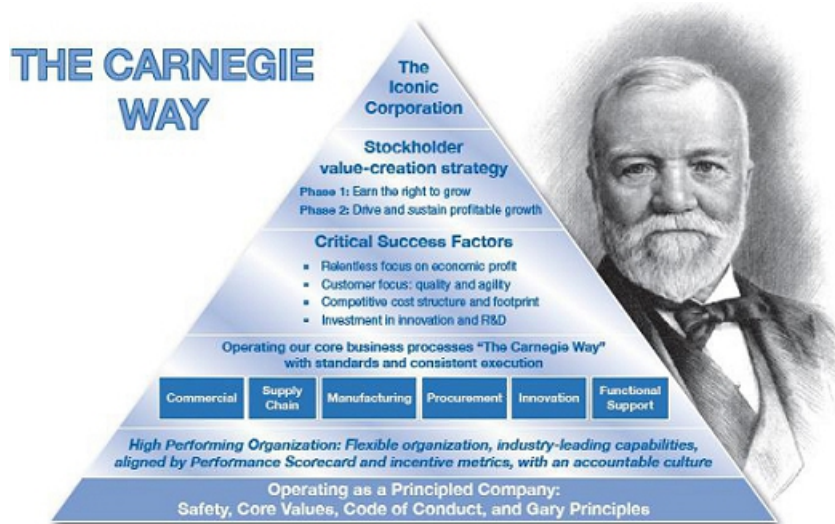 THE CARNEGIE
WAY
The
Iconic
Corporation
Stockholder
value-creation strategy
Phase 1: Earn the right to grow
Phase 2: Drive and sustain profitable growth
Critical Success Factors
▪ Relentless focus on economic profit
▪ Customer focus: quality and agility
▪ Competitive cost structure and footprint
▪ Investment in innovation and R&D
Operating our core business processes "The Carnegie Way"
with standards and consistent execution
Commercial
Supply
Chain
Manufacturing
Procurement
Innovation
Functional
Support
High Performing Organization: Flexible organization, industry-leading capabilities,
aligned by Performance Scorecard and incentive metrics, with an accountable culture
Operating as a Principled Company:
Safety, Core Values, Code of Conduct, and Gary Principles